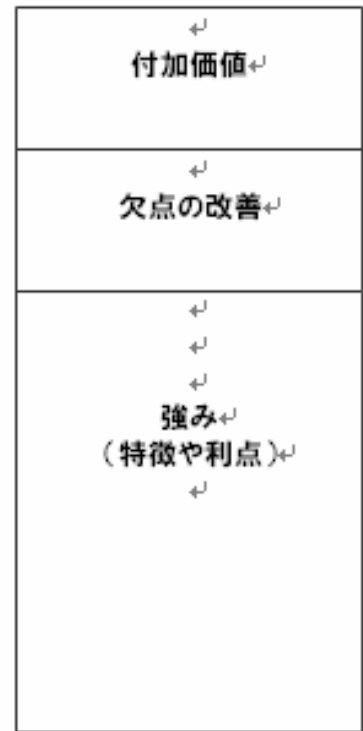 付加価値
欠点の改善
強み
（特徴や利点）